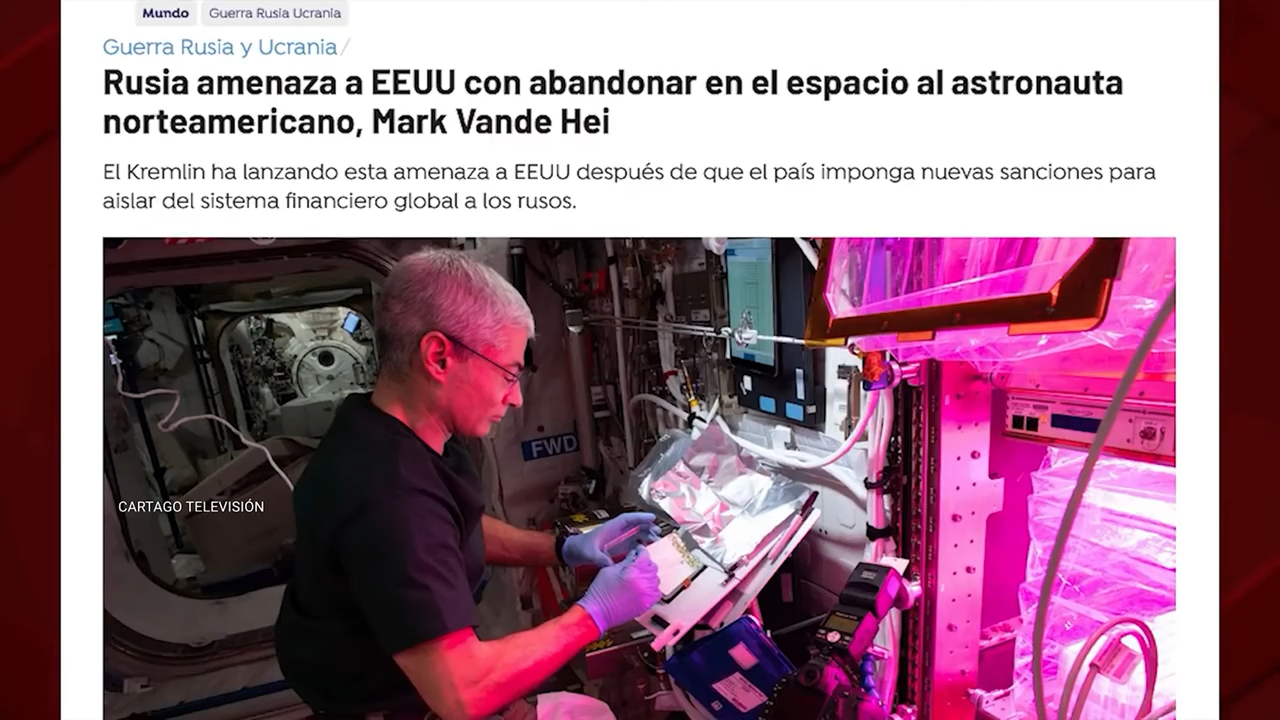 Mundo Guerra Rusia Ucrania
Guerra Rusia y Ucrania/
Rusia amenaza a EEUU con abandonar en el espacio al astronauta
norteamericano, Mark Vande Hei
El Kremlin ha lanzando esta amenaza a EEUU después de que el país imponga nuevas sanciones para
aislar del sistema financiero global a los rusos.
FWD
CARTAGO TELEVISIÓN